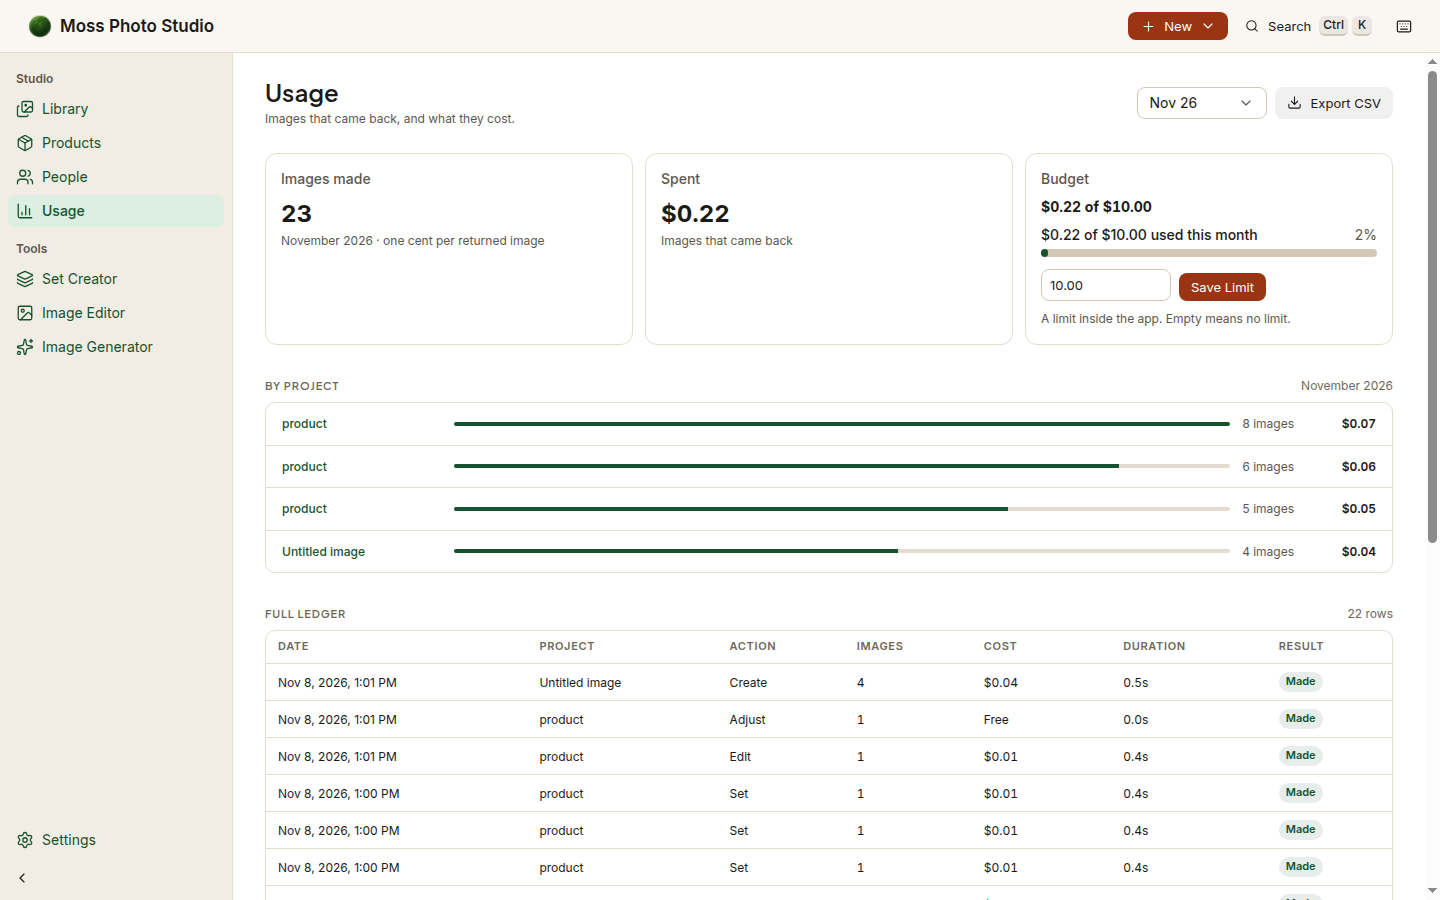 Moss Photo Studio
New
Search Ctrl K
Studio
Library
Products
People
Usage
Tools
Set Creator
Image Editor
Image Generator
Settings
Usage
Images that came back, and what they cost.
Nov 26
Export CSV
Images made
23
November 2026 · one cent per returned image
Spent
$0.22
Images that came back
Budget
$0.22 of $10.00
$0.22 of $10.00 used this month 2%
10.00
Save Limit
A limit inside the app. Empty means no limit.
BY PROJECT November 2026
product 8 images $0.07
product 6 images $0.06
product 5 images $0.05
Untitled image 4 images $0.04
FULL LEDGER 22 rows
DATE PROJECT ACTION IMAGES COST DURATION RESULT
Nov 8, 2026, 1:01 PM Untitled image Create 4 $0.04 0.5s Made
Nov 8, 2026, 1:01 PM product Adjust 1 Free 0.0s Made
Nov 8, 2026, 1:01 PM product Edit 1 $0.01 0.4s Made
Nov 8, 2026, 1:00 PM product Set 1 $0.01 0.4s Made
Nov 8, 2026, 1:00 PM product Set 1 $0.01 0.4s Made
Nov 8, 2026, 1:00 PM product Set 1 $0.01 0.4s Made